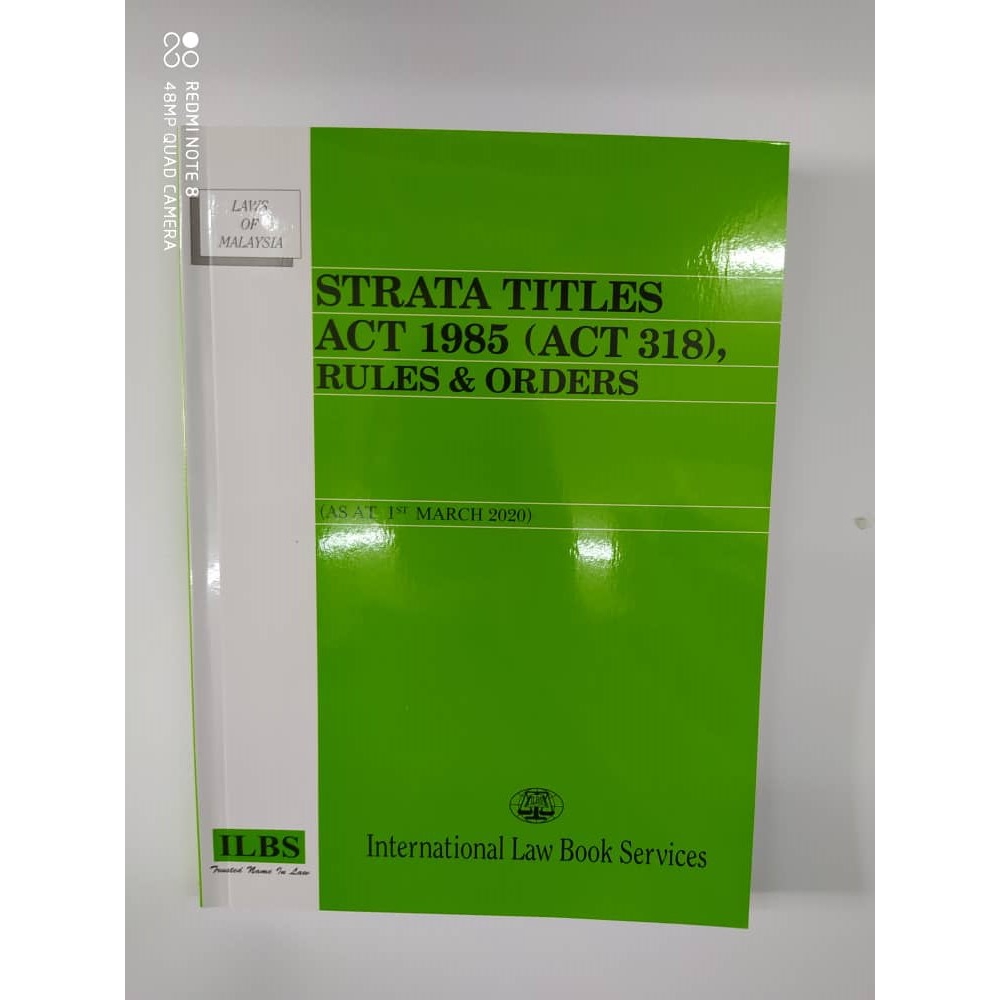 REDMI NOTE 8
48MP QUAD CAMERA
LAWS
OF
MALAYSIA
STRATA TITLES
ACT 1985 (ACT 318),
RULES & ORDERS
(AS AT 1ST MARCH 2020)
International Law Book Services
ILBS
Trusted Name In Law